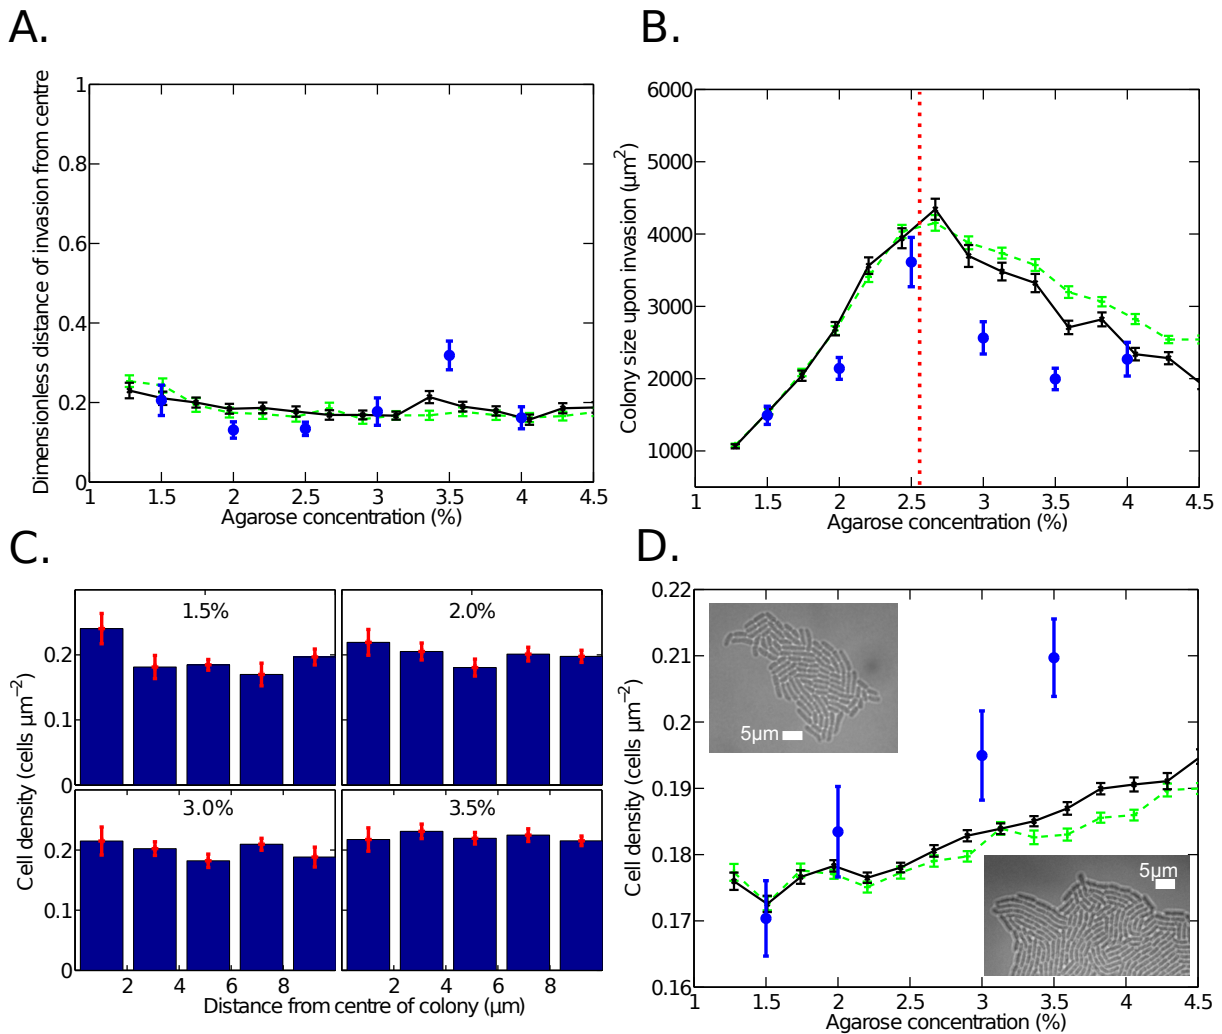 A.
Dimensionless distance of invasion from centre
1
0.8
0.6
0.4
0.2
0
1 1.5 2 2.5 3 3.5 4 4.5
Agarose concentration (%)
B.
Colony size upon invasion (μm²)
6000
5000
4000
3000
2000
1000
1 1.5 2 2.5 3 3.5 4 4.5
Agarose concentration (%)
C.
Cell density (cells μm⁻²)
1.5%
2.0%
0.2
0.1
0
3.0%
3.5%
0.2
0.1
0
2 4 6 8 2 4 6 8
Distance from centre of colony (μm)
D.
Cell density (cells μm⁻²)
0.22
0.21
0.2
0.19
0.18
0.17
0.16
5μm
5μm
1 1.5 2 2.5 3 3.5 4 4.5
Agarose concentration (%)